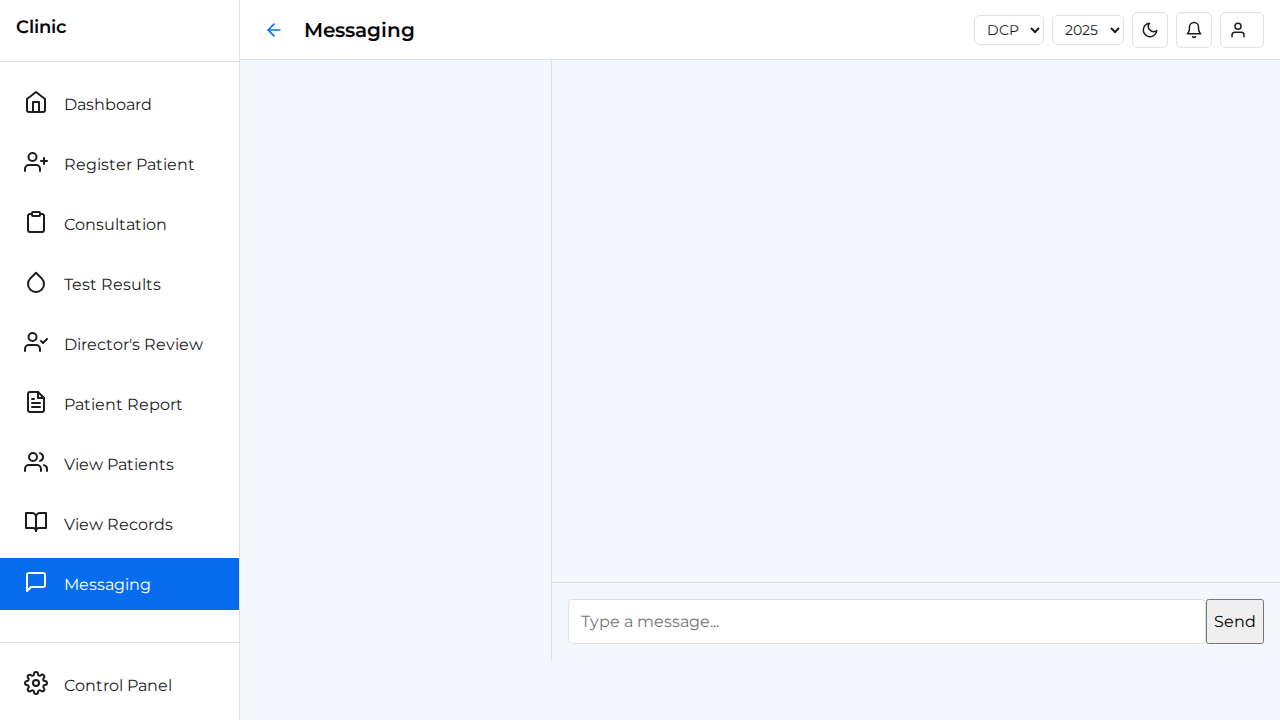 Clinic
Messaging
DCP
2025
Dashboard
Register Patient
Consultation
Test Results
Director's Review
Patient Report
View Patients
View Records
Messaging
Control Panel
Type a message...
Send